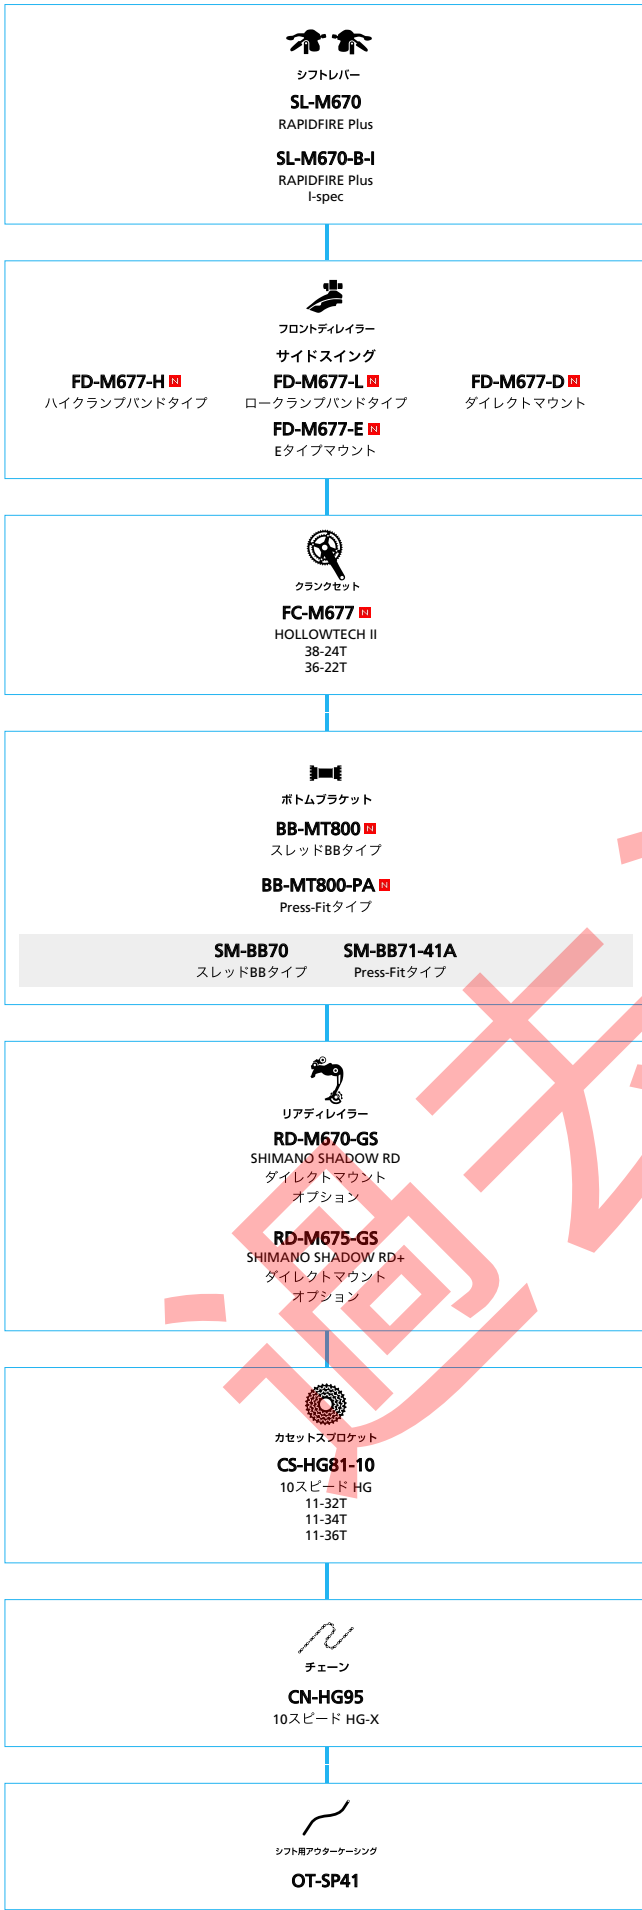 シフトレバー
SL-M670
RAPIDFIRE Plus
SL-M670-B-I
RAPIDFIRE Plus
I-spec
フロントディレイラー
サイドスイング
FD-M677-H N FD-M677-L N FD-M677-D N
ハイクランプバンドタイプ ロークランプバンドタイプ ダイレクトマウント
FD-M677-E N
Eタイプマウント
クランクセット
FC-M677 N
HOLLOWTECH II
38-24T
36-22T
ボトムブラケット
BB-MT800 N
スレッドBBタイプ
BB-MT800-PA N
Press-Fitタイプ
SM-BB70 SM-BB71-41A
スレッドBBタイプ Press-Fitタイプ
リアディレイラー
RD-M670-GS
SHIMANO SHADOW RD
ダイレクトマウント
オプション
RD-M675-GS
SHIMANO SHADOW RD+
ダイレクトマウント
オプション
カセットスプロケット
CS-HG81-10
10スピード HG
11-32T
11-34T
11-36T
チェーン
CN-HG95
10スピード HG-X
シフト用アウターケーシング
OT-SP41
過去